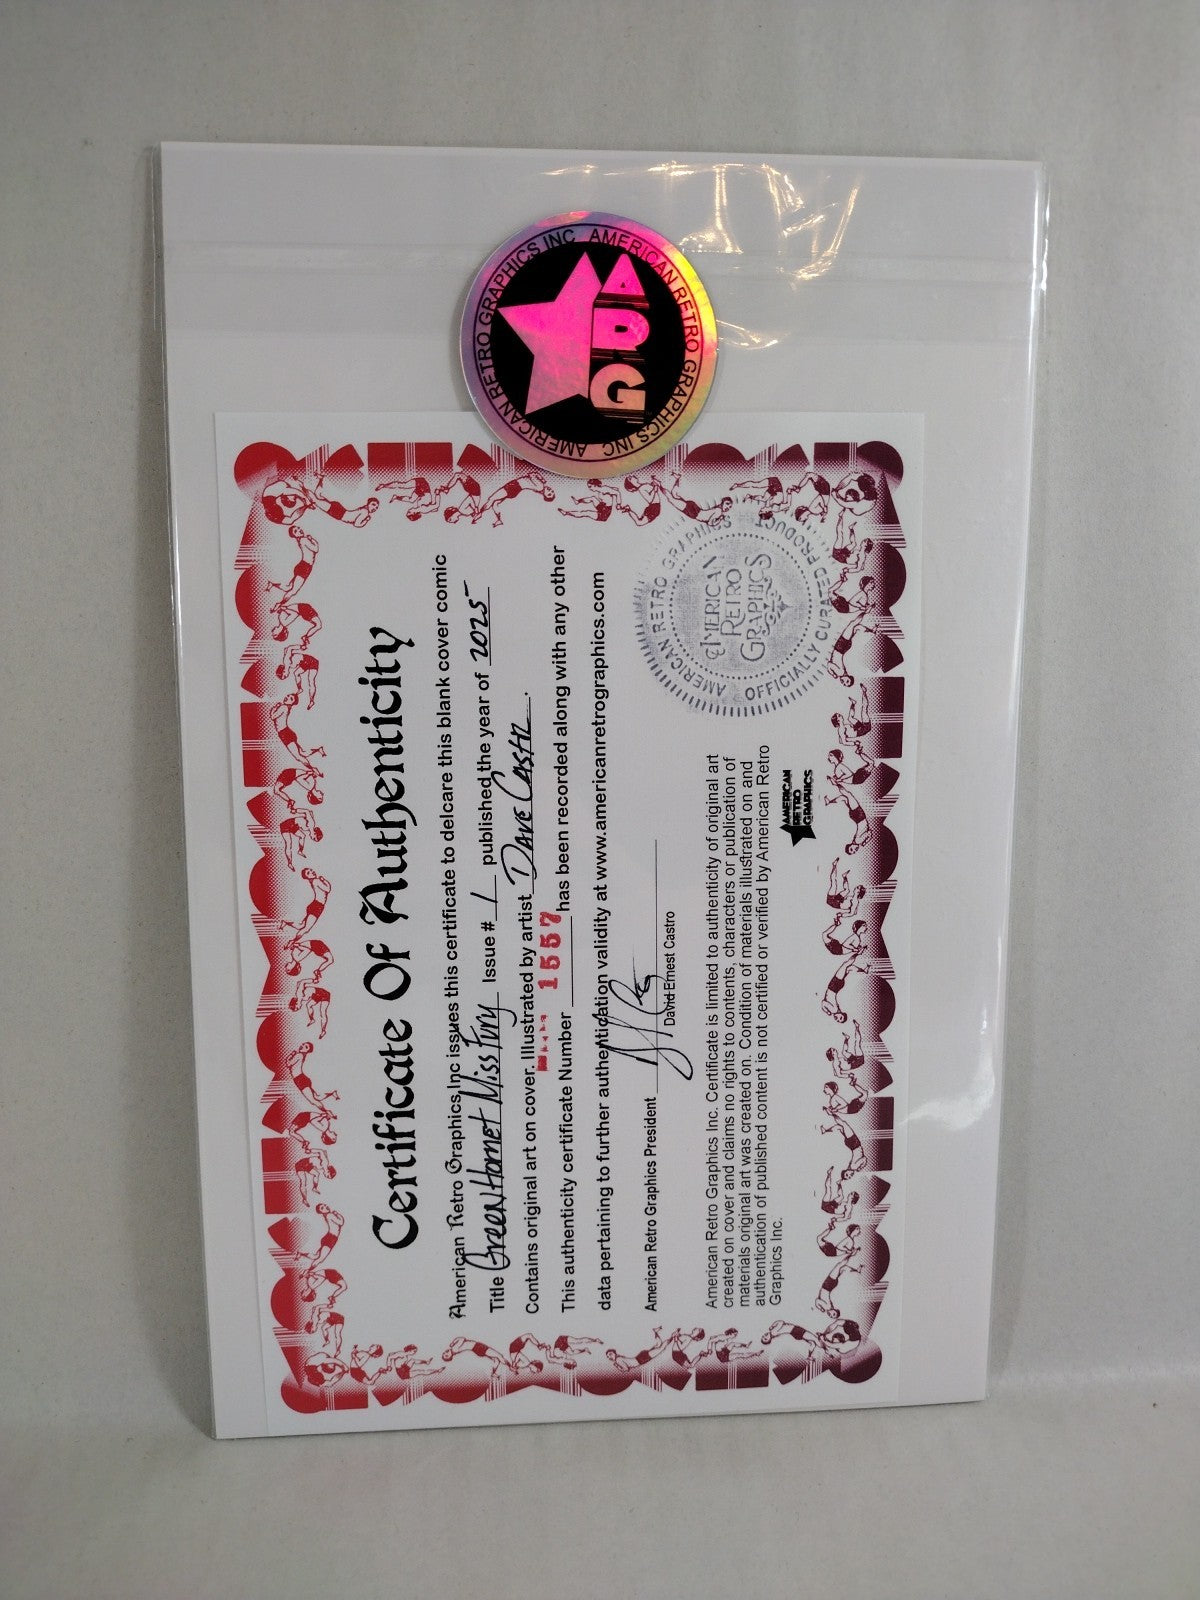 AMERICAN RETRO GRAPHICS INC AMERICAN RETRO GRAPHICS INC
ARG
Certificate Of Authenticity
American Retro Graphics, Inc issues this certificate to delcare this blank cover comic
Title Green Hornet Miss Fury Issue # 1 published the year of 2025
Contains original art on cover. Illustrated by artist Dave Castr.
This authenticity certificate Number 1557 has been recorded along with any other
data pertaining to further authentication validity at www.americanretrographics.com
American Retro Graphics President
David Ernest Castro
AMERICAN RETRO GRAPHICS
OFFICIALLY CURATED PRODUCT
AMERICAN
RETRO
GRAPHICS
American Retro Graphics Inc. Certificate is limited to authenticity of original art
created on cover and claims no rights to contents, characters or publication of
materials original art was created on. Condition of materials illustrated on and
authentication of published content is not certified or verified by American Retro
Graphics Inc.
AMERICAN
RETRO
GRAPHICS